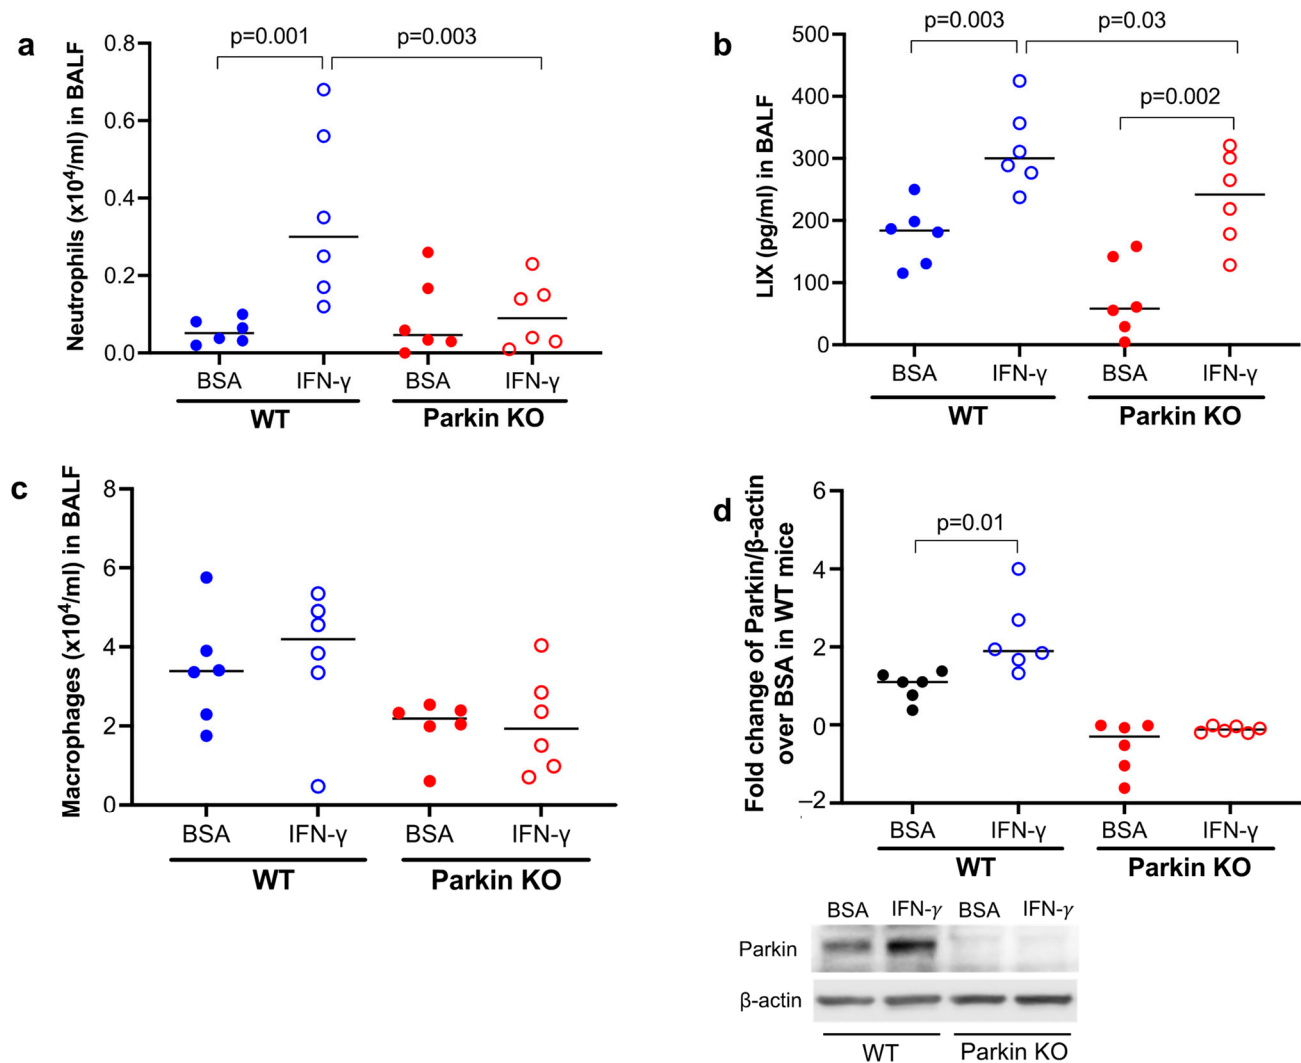 a
p=0.001
p=0.003
Neutrophils (x10⁴/ml) in BALF
0.8
0.6
0.4
0.2
0.0
BSA
IFN-γ
BSA
IFN-γ
WT
Parkin KO
b
p=0.003
p=0.03
p=0.002
LIX (pg/ml) in BALF
500
400
300
200
100
0
BSA
IFN-γ
BSA
IFN-γ
WT
Parkin KO
c
Macrophages (x10⁴/ml) in BALF
8
6
4
2
0
BSA
IFN-γ
BSA
IFN-γ
WT
Parkin KO
d
p=0.01
Fold change of Parkin/β-actin
over BSA in WT mice
6
4
2
0
–2
BSA
IFN-γ
BSA
IFN-γ
WT
Parkin KO
BSA
IFN-γ
BSA
IFN-γ
Parkin
β-actin
WT
Parkin KO